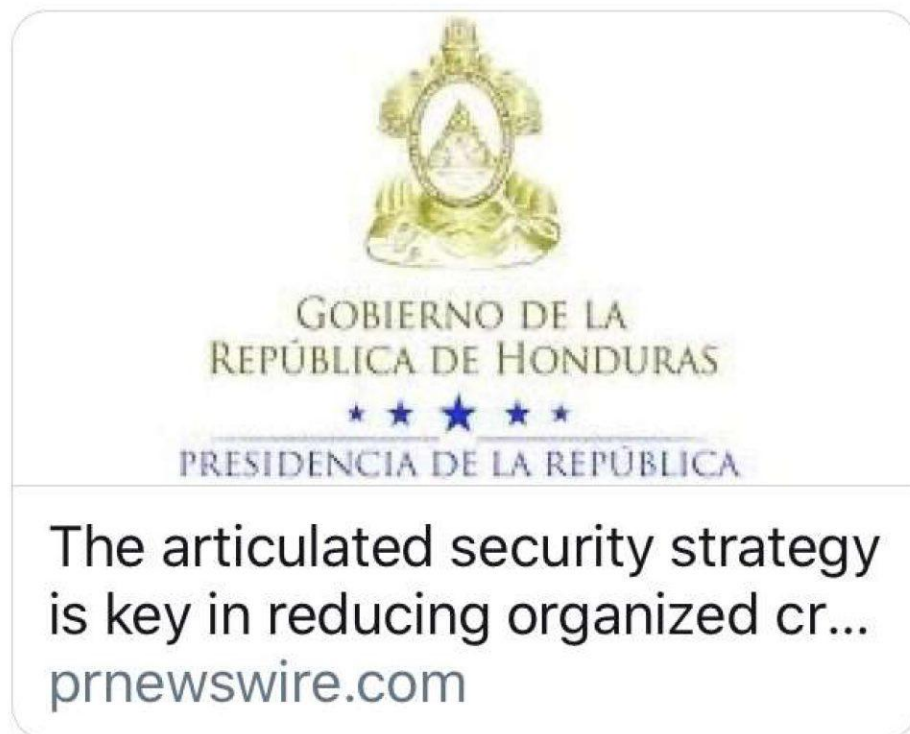 GOBIERNO DE LA
REPÚBLICA DE HONDURAS
PRESIDENCIA DE LA REPÚBLICA
The articulated security strategy
is key in reducing organized cr...
prnewswire.com